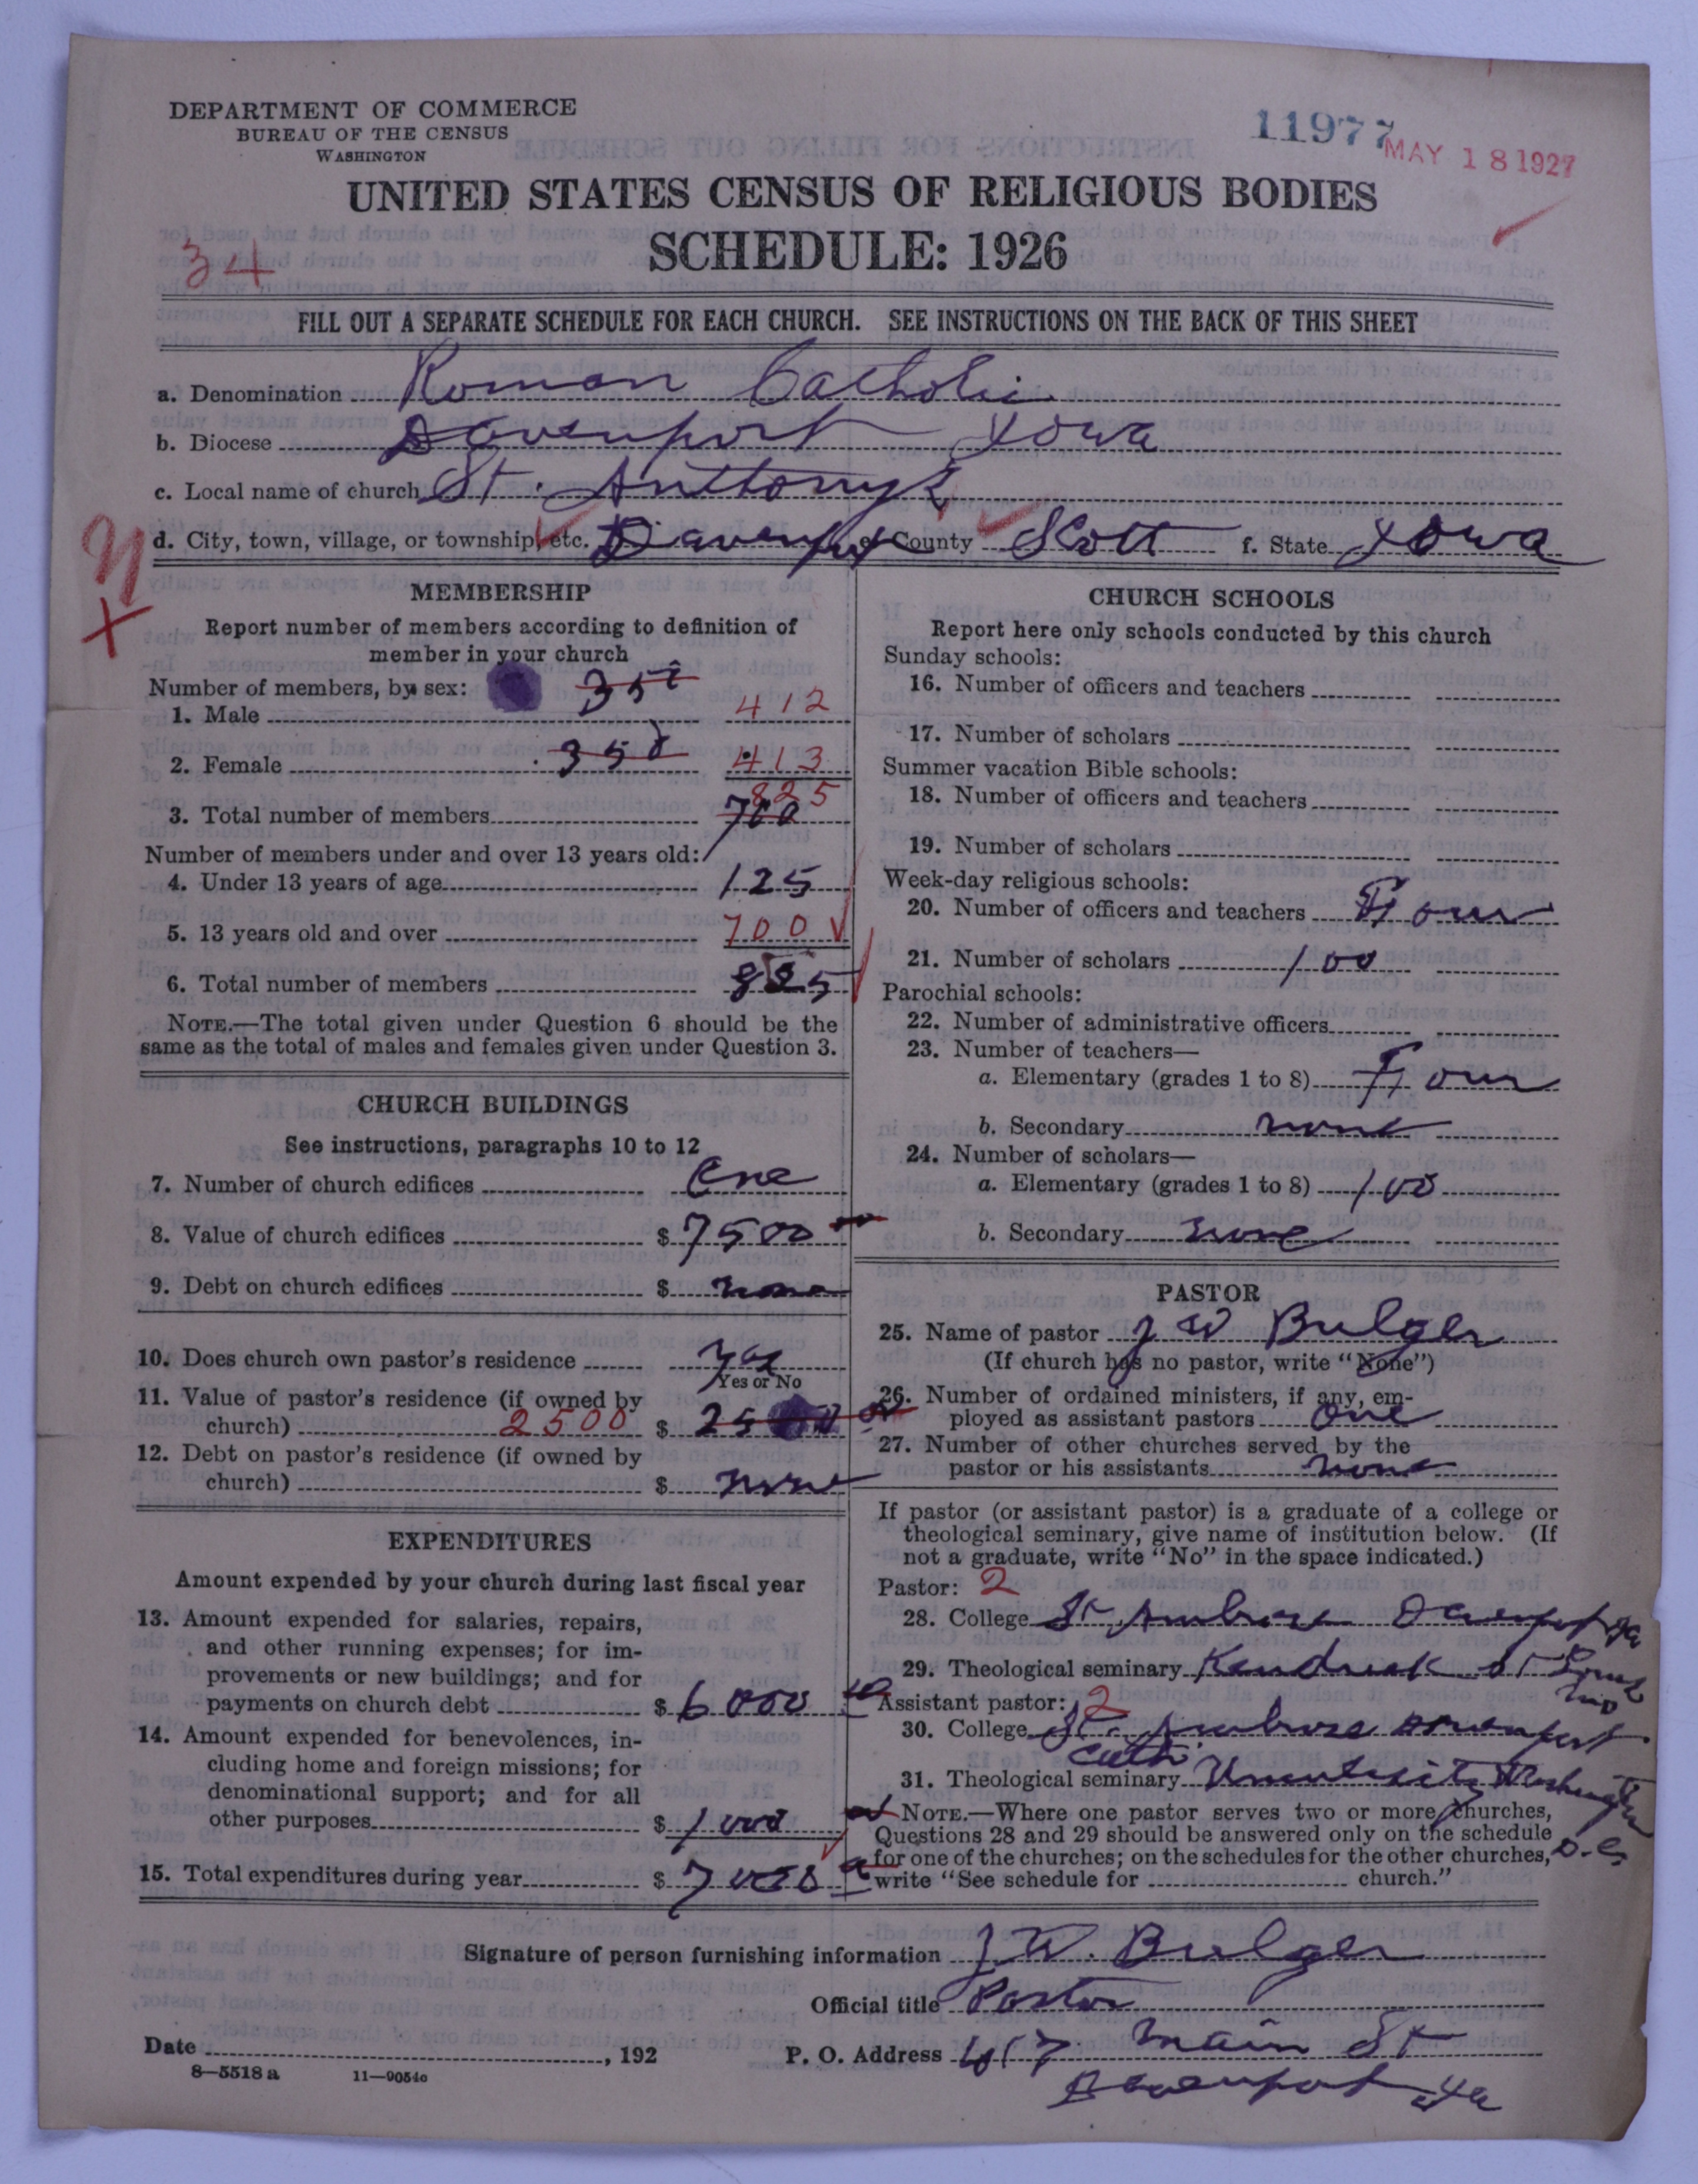 DEPARTMENT OF COMMERCE
BUREAU OF THE CENSUS
WASHINGTON
11977
MAY 18 1927
UNITED STATES CENSUS OF RELIGIOUS BODIES
SCHEDULE: 1926
34
FILL OUT A SEPARATE SCHEDULE FOR EACH CHURCH. SEE INSTRUCTIONS ON THE BACK OF THIS SHEET
a. Denomination Roman Catholic
b. Diocese Davenport Iowa
c. Local name of church St. Anthony's
d. City, town, village, or township, etc. Davenport e. County Scott f. State Iowa
MEMBERSHIP
Report number of members according to definition of
member in your church
Number of members, by sex:
1. Male 350 412
2. Female 350 413
825
3. Total number of members 700
Number of members under and over 13 years old:
4. Under 13 years of age 125
5. 13 years old and over 700
6. Total number of members 825
NOTE.—The total given under Question 6 should be the
same as the total of males and females given under Question 3.
CHURCH BUILDINGS
See instructions, paragraphs 10 to 12
7. Number of church edifices One
8. Value of church edifices $ 7500
9. Debt on church edifices $ none
10. Does church own pastor's residence yes
Yes or No
11. Value of pastor's residence (if owned by
church) 2500 $ 25
12. Debt on pastor's residence (if owned by
church) $ none
EXPENDITURES
Amount expended by your church during last fiscal year
13. Amount expended for salaries, repairs,
and other running expenses; for im-
provements or new buildings; and for
payments on church debt $ 6000
14. Amount expended for benevolences, in-
cluding home and foreign missions; for
denominational support; and for all
other purposes $ 1000
15. Total expenditures during year $ 7000
CHURCH SCHOOLS
Report here only schools conducted by this church
Sunday schools:
16. Number of officers and teachers
17. Number of scholars
Summer vacation Bible schools:
18. Number of officers and teachers
19. Number of scholars
Week-day religious schools:
20. Number of officers and teachers Four
21. Number of scholars 100
Parochial schools:
22. Number of administrative officers
23. Number of teachers—
a. Elementary (grades 1 to 8) Four
b. Secondary none
24. Number of scholars—
a. Elementary (grades 1 to 8) 100
b. Secondary none
PASTOR
25. Name of pastor J W Bulger
(If church has no pastor, write "None")
26. Number of ordained ministers, if any, em-
ployed as assistant pastors one
27. Number of other churches served by the
pastor or his assistants none
If pastor (or assistant pastor) is a graduate of a college or
theological seminary, give name of institution below. (If
not a graduate, write "No" in the space indicated.)
Pastor: 2
28. College St Ambrose Davenport Ia
29. Theological seminary Kendrick St Louis
Mo
Assistant pastor: 2
30. College St. Ambrose Davenport
Cath
31. Theological seminary University Washington
D.C.
NOTE.—Where one pastor serves two or more churches,
Questions 28 and 29 should be answered only on the schedule
for one of the churches; on the schedules for the other churches,
write "See schedule for church."
Signature of person furnishing information J. W. Bulger
Official title Pastor
Date , 192 P. O. Address 417 Main St
Davenport Ia
8—5518 a 11—9054c